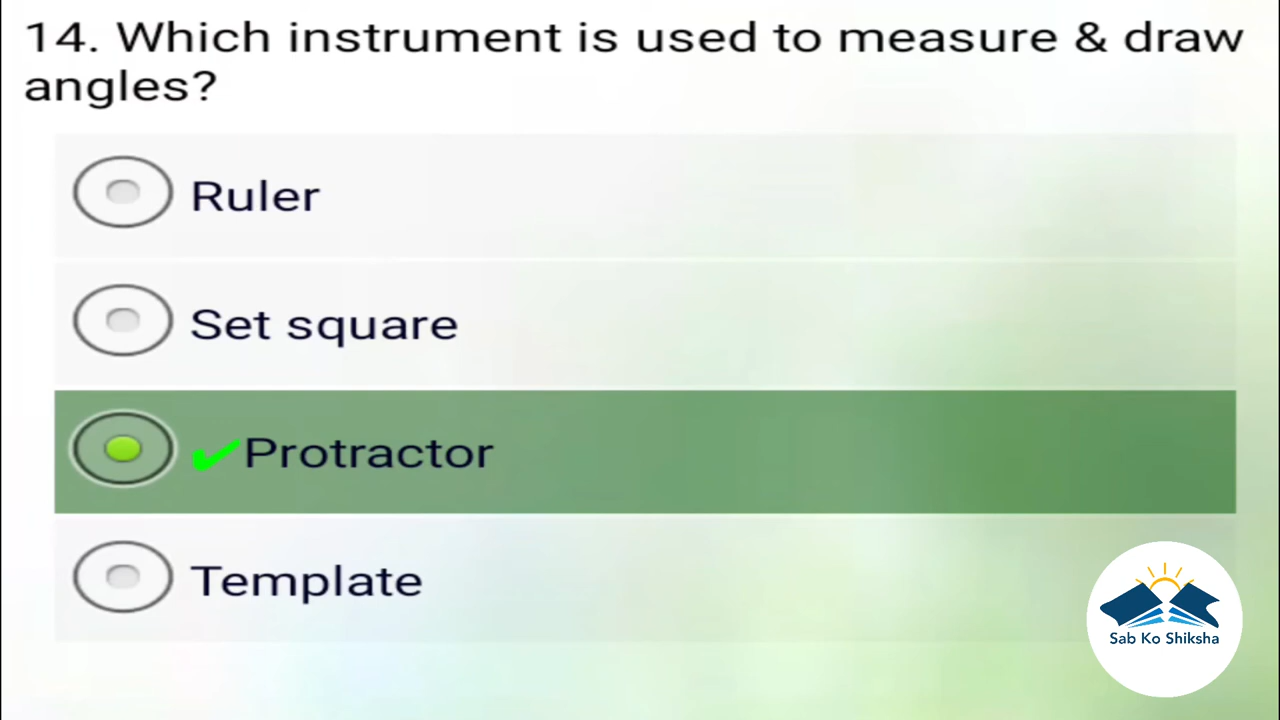 14. Which instrument is used to measure & draw
angles?
Ruler
Set square
✔Protractor
Template
Sab Ko Shiksha